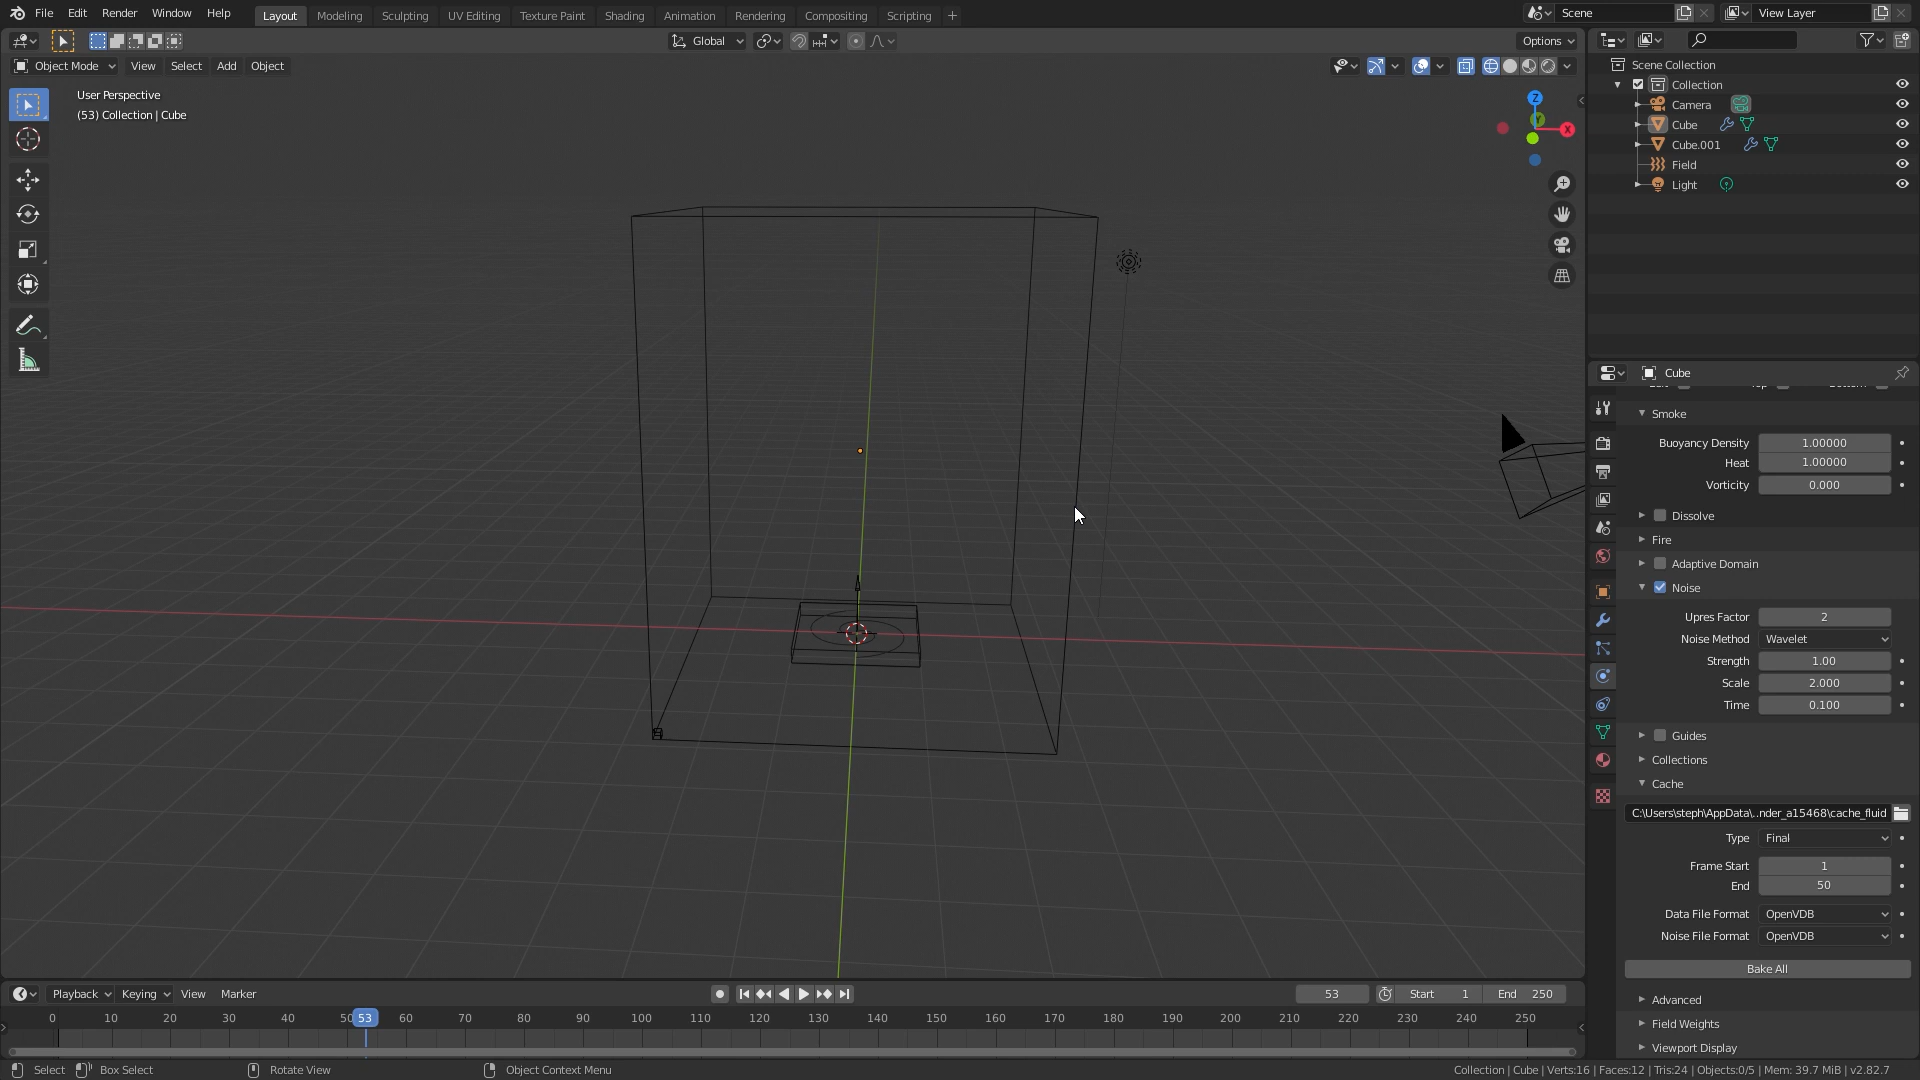 File Edit Render Window Help Layout Modeling Sculpting UV Editing Texture Paint Shading Animation Rendering Compositing Scripting + Scene View Layer
Global Options
Object Mode View Select Add Object
User Perspective
(53) Collection | Cube
Z
Y
X
Scene Collection
Collection
Camera
Cube
Cube.001
Field
Light
Cube
Smoke
Buoyancy Density 1.00000
Heat 1.00000
Vorticity 0.000
Dissolve
Fire
Adaptive Domain
Noise
Upres Factor 2
Noise Method Wavelet
Strength 1.00
Scale 2.000
Time 0.100
Guides
Collections
Cache
C:\Users\steph\AppData\..nder_a15468\cache_fluid
Type Final
Frame Start 1
End 50
Data File Format OpenVDB
Noise File Format OpenVDB
Bake All
Advanced
Field Weights
Viewport Display
Playback Keying View Marker 53 Start 1 End 250
0 10 20 30 40 50 53 60 70 80 90 100 110 120 130 140 150 160 170 180 190 200 210 220 230 240 250
Select Box Select Rotate View Object Context Menu Collection | Cube | Verts:16 | Faces:12 | Tris:24 | Objects:0/5 | Mem: 39.7 MiB | v2.82.7